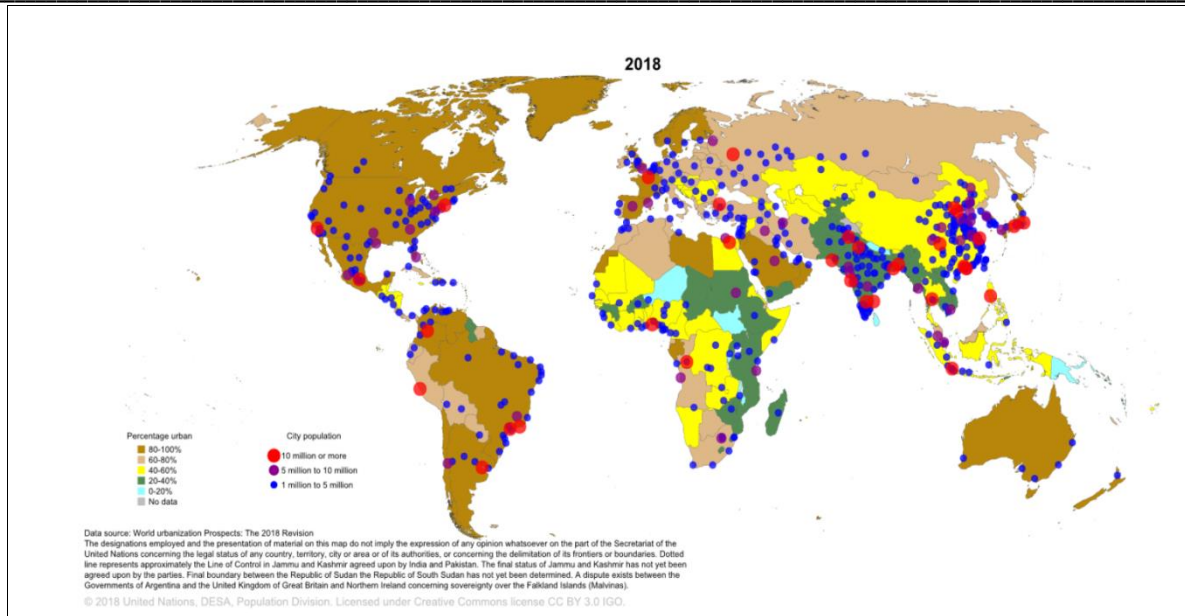 2018
Percentage urban
80-100%
60-80%
40-60%
20-40%
0-20%
No data
City population
10 million or more
5 million to 10 million
1 million to 5 million
Data source: World urbanization Prospects: The 2018 Revision
The designations employed and the presentation of material on this map do not imply the expression of any opinion whatsoever on the part of the Secretariat of the
United Nations concerning the legal status of any country, territory, city or area or of its authorities, or concerning the delimitation of its frontiers or boundaries. Dotted
line represents approximately the Line of Control in Jammu and Kashmir agreed upon by India and Pakistan. The final status of Jammu and Kashmir has not yet been
agreed upon by the parties. Final boundary between the Republic of Sudan the Republic of South Sudan has not yet been determined. A dispute exists between the
Governments of Argentina and the United Kingdom of Great Britain and Northern Ireland concerning sovereignty over the Falkland Islands (Malvinas).
© 2018 United Nations, DESA, Population Division. Licensed under Creative Commons license CC BY 3.0 IGO.